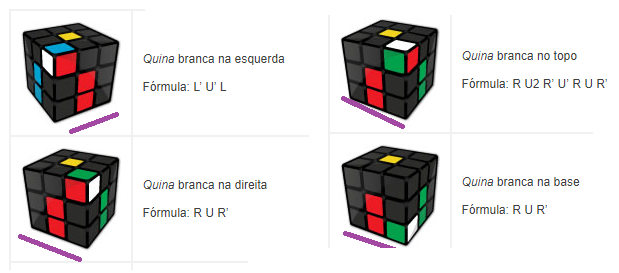 Quina branca na esquerda
Fórmula: L’ U’ L
Quina branca no topo
Fórmula: R U2 R’ U’ R U R’
Quina branca na direita
Fórmula: R U R’
Quina branca na base
Fórmula: R U R’